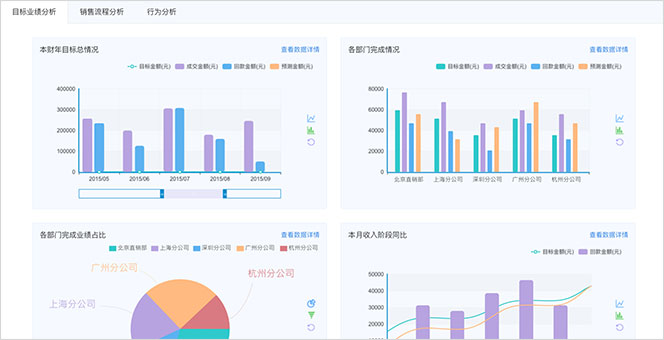 目标业绩分析 销售流程分析 行为分析
本财年目标总情况 查看数据详情
目标金额(元) 成交金额(元) 回款金额(元) 预测金额(元)
400000
300000
200000
100000
0
2015/05 2015/06 2015/07 2015/08 2015/09
各部门完成情况 查看数据详情
目标金额(元) 成交金额(元) 回款金额(元) 预测金额(元)
80000
60000
40000
20000
0
北京直销部 上海分公司 深圳分公司 广州分公司 杭州分公司
各部门完成业绩占比 查看数据详情
北京直销部 上海分公司 深圳分公司 广州分公司 杭州分公司
广州分公司
杭州分公司
上海分公司
本月收入阶段同比 查看数据详情
目标金额(元) 回款金额(元)
50000
40000
30000
20000